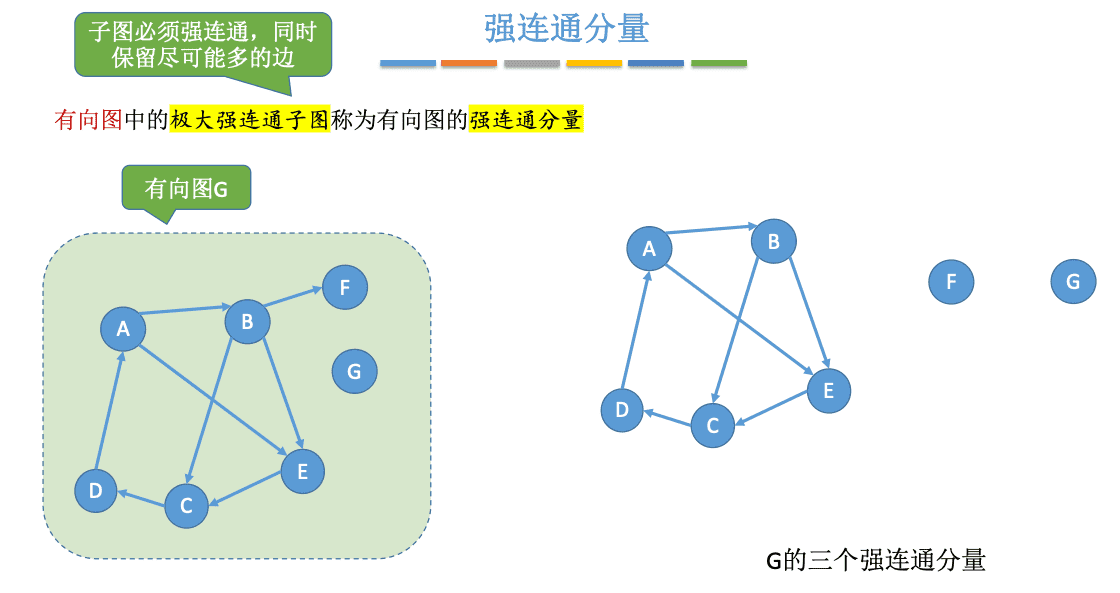 强连通分量
子图必须强连通，同时
保留尽可能多的边
有向图中的极大强连通子图称为有向图的强连通分量
有向图G
A
B
F
G
D
C
E
A
B
F
G
D
C
E
G的三个强连通分量